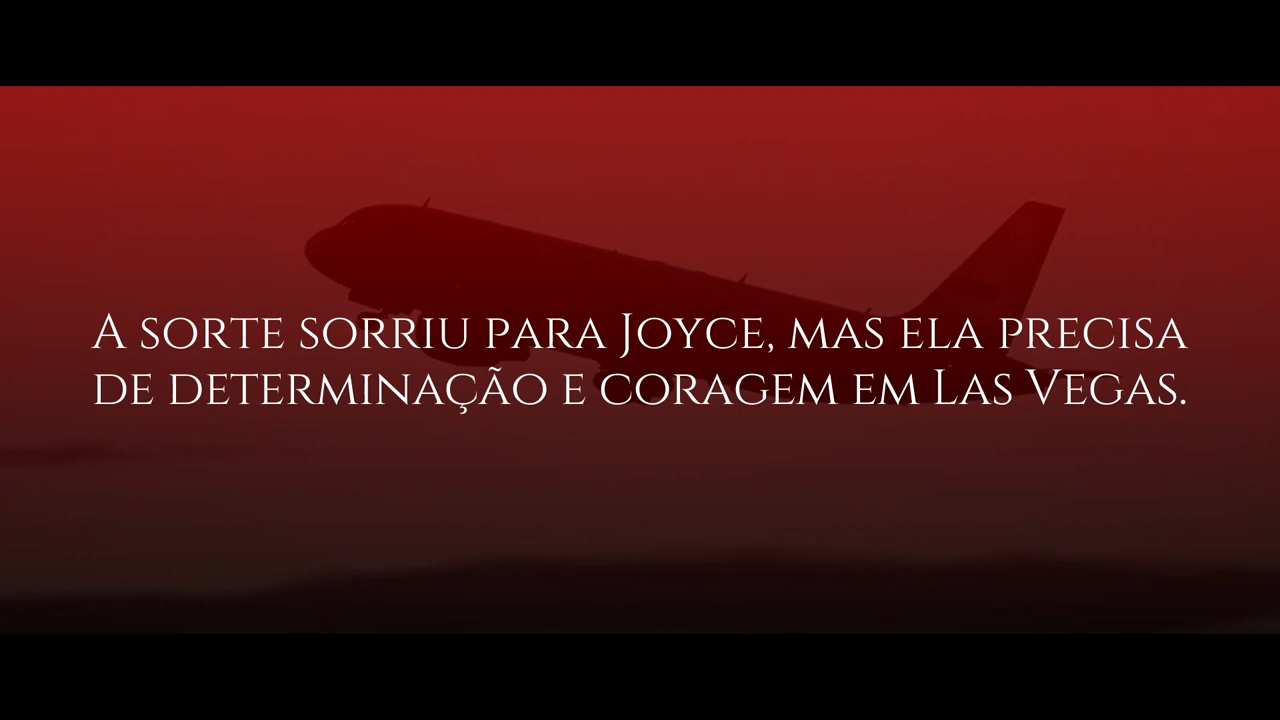 A sorte sorriu para Joyce, mas ela precisa
de determinação e coragem em Las Vegas.